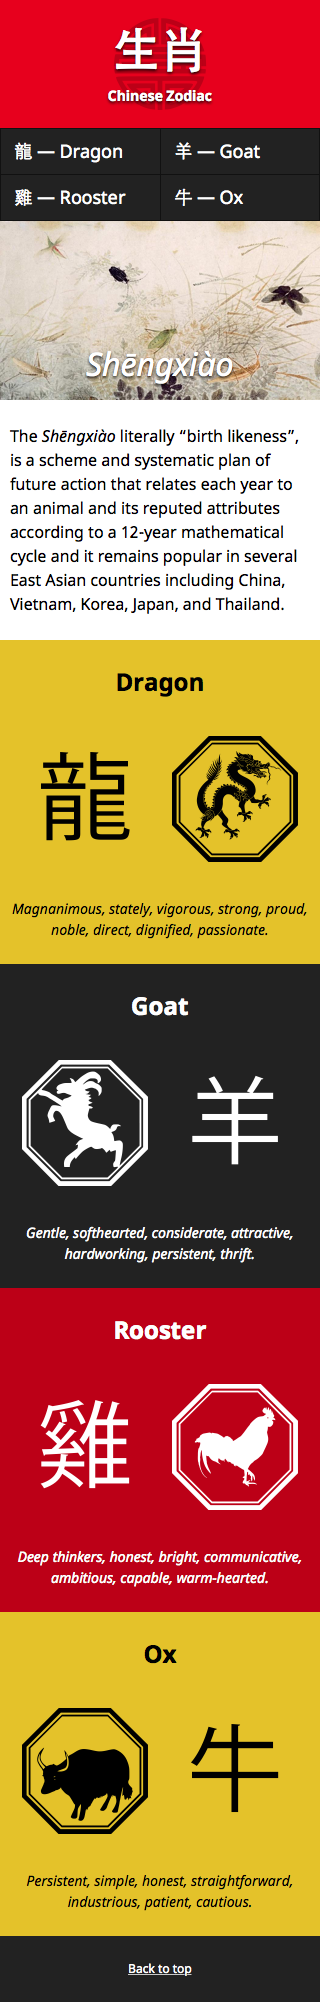 生肖
Chinese Zodiac
龍 — Dragon
羊 — Goat
雞 — Rooster
牛 — Ox
Shēngxiào
The Shēngxiào literally “birth likeness”,
is a scheme and systematic plan of
future action that relates each year to
an animal and its reputed attributes
according to a 12-year mathematical
cycle and it remains popular in several
East Asian countries including China,
Vietnam, Korea, Japan, and Thailand.
Dragon
龍
Magnanimous, stately, vigorous, strong, proud,
noble, direct, dignified, passionate.
Goat
羊
Gentle, softhearted, considerate, attractive,
hardworking, persistent, thrift.
Rooster
雞
Deep thinkers, honest, bright, communicative,
ambitious, capable, warm-hearted.
Ox
牛
Persistent, simple, honest, straightforward,
industrious, patient, cautious.
Back to top